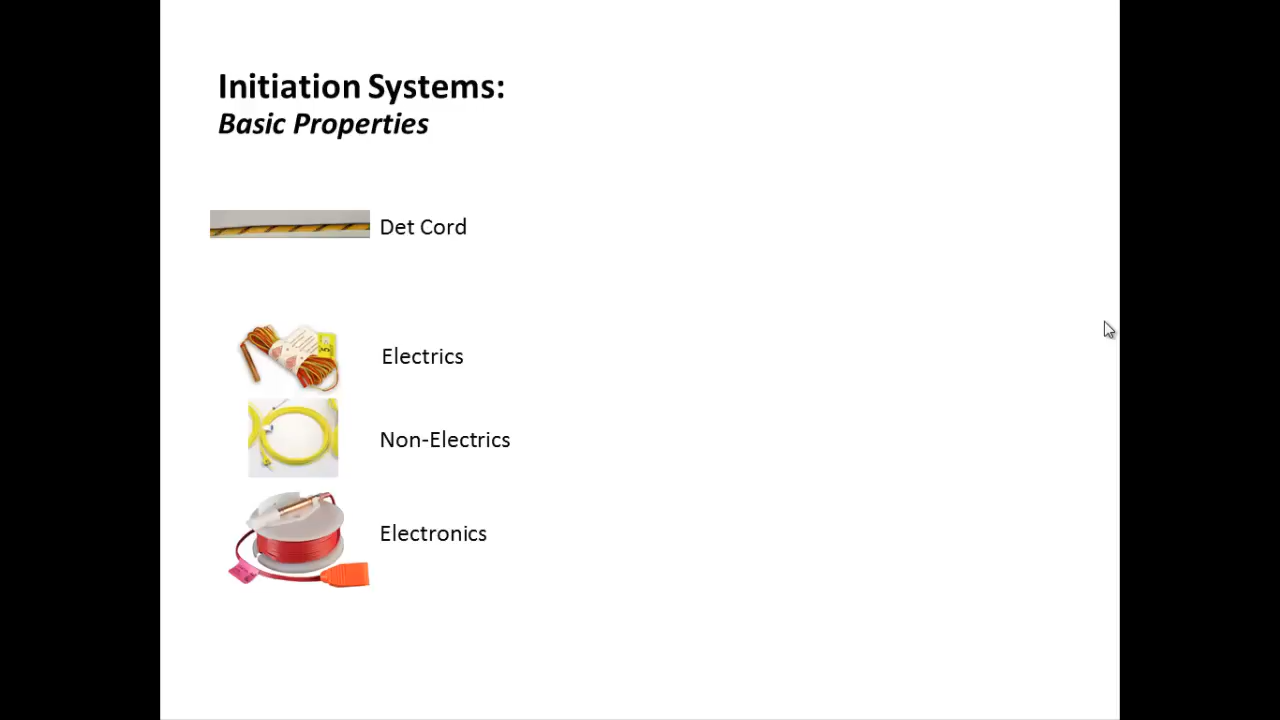 Initiation Systems:
Basic Properties
Det Cord
Electrics
Non-Electrics
Electronics